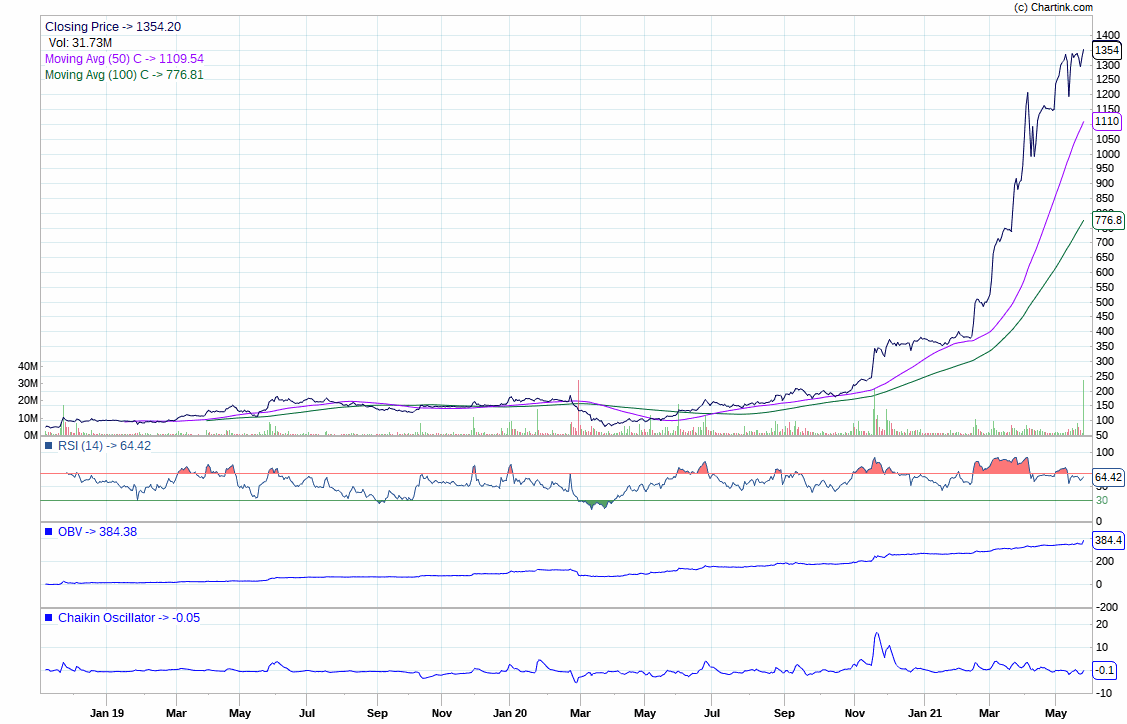 (c) Chartink.com
Closing Price -> 1354.20
Vol: 31.73M
Moving Avg (50) C -> 1109.54
Moving Avg (100) C -> 776.81
1400
1354
1300
1250
1200
1150
1110
1050
1000
950
900
850
776.8
700
650
600
550
500
450
400
350
300
250
200
150
100
50
40M
30M
20M
10M
0M
RSI (14) -> 64.42
100
64.42
30
0
OBV -> 384.38
384.4
200
0
-200
Chaikin Oscillator -> -0.05
20
10
-0.1
-10
Jan 19 Mar May Jul Sep Nov Jan 20 Mar May Jul Sep Nov Jan 21 Mar May